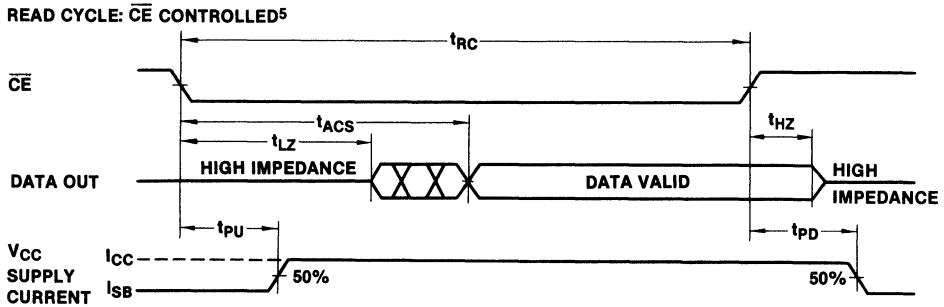 READ CYCLE: CE CONTROLLED5
tRC
CE
tACS
tHZ
tLZ
HIGH IMPEDANCE
DATA OUT
DATA VALID
HIGH
IMPEDANCE
tPU
tPD
VCC
SUPPLY
CURRENT
ICC
50%
50%
ISB